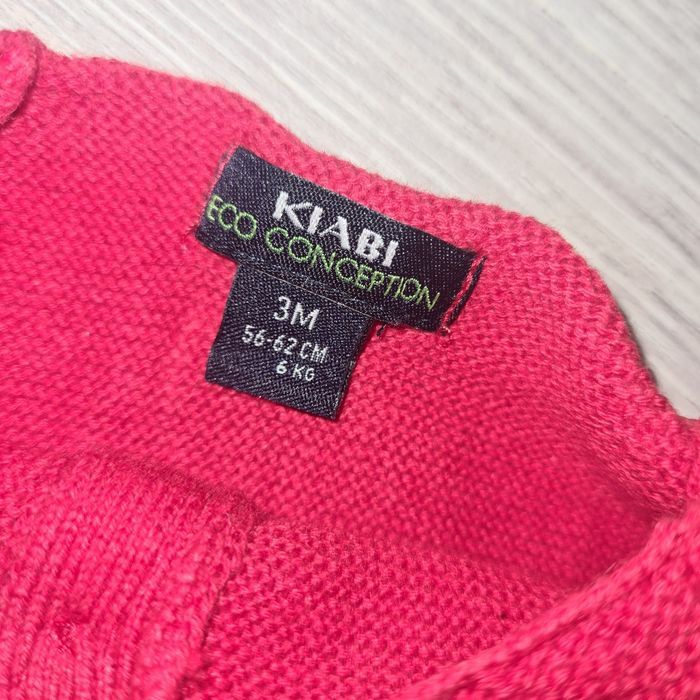 KIABI
ECO CONCEPTION
3M
56-62 CM
6 KG